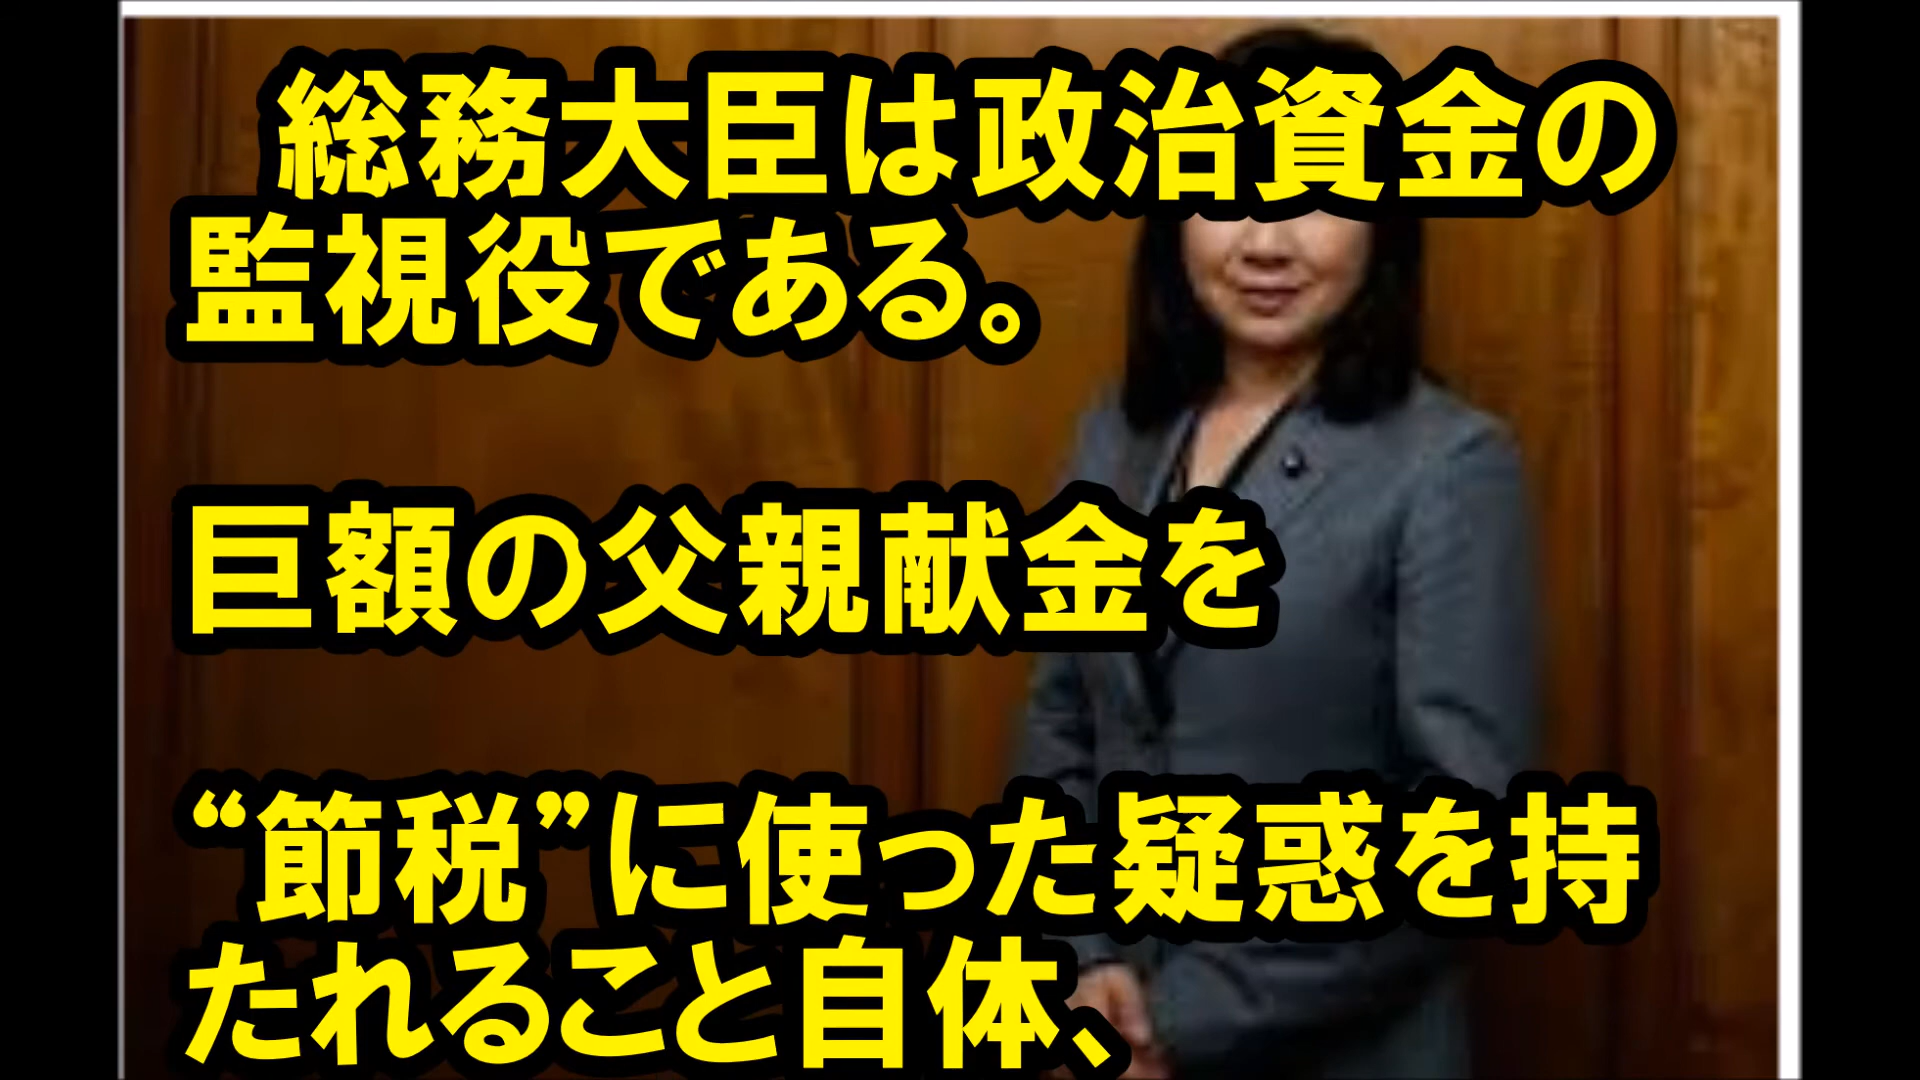 総務大臣は政治資金の
監視役である。
巨額の父親献金を
“節税”に使った疑惑を持
たれること自体、